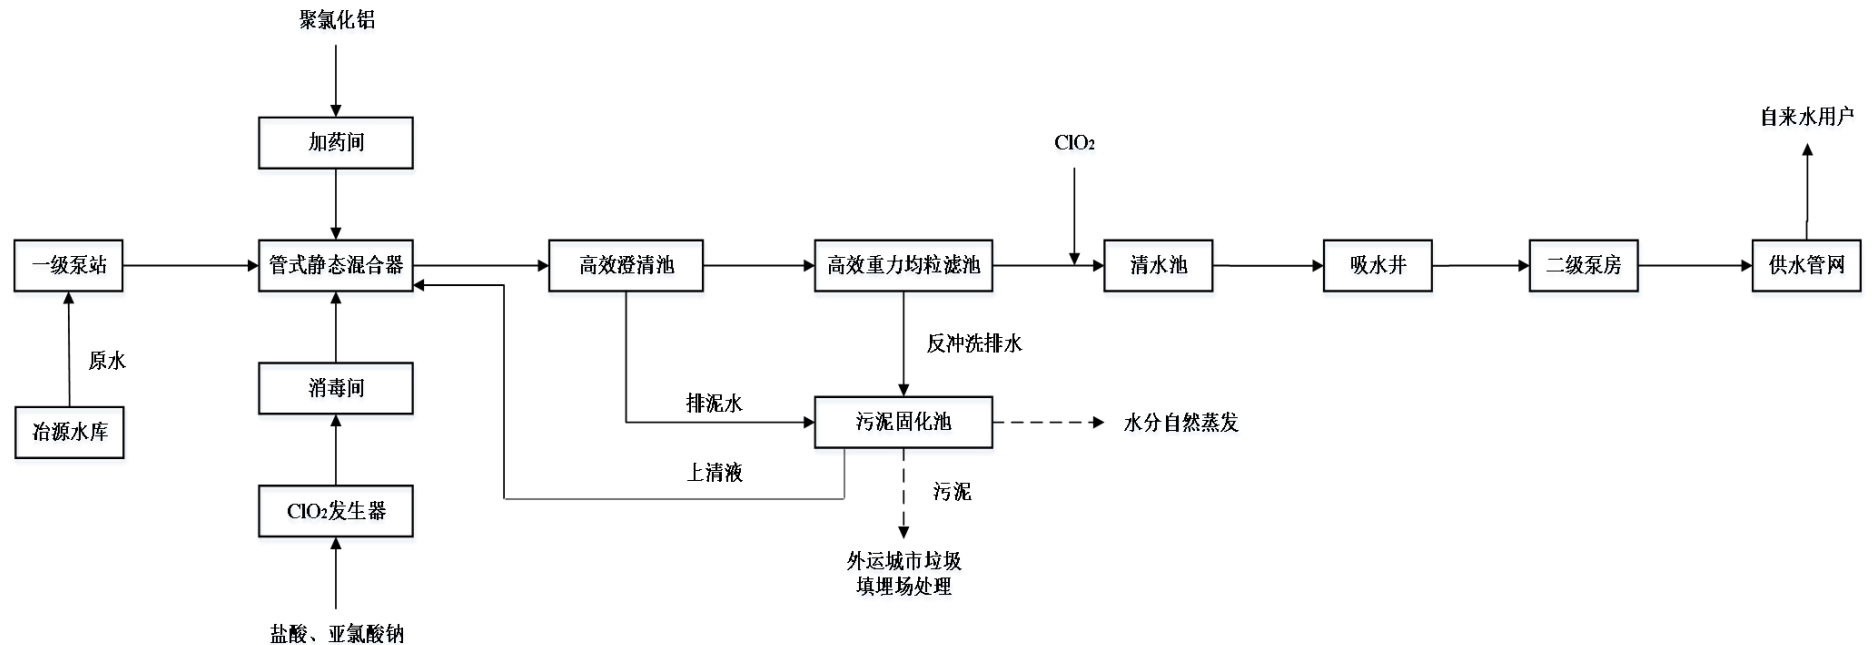 聚氯化铝
加药间
自来水用户
ClO₂
一级泵站
管式静态混合器
高效澄清池
高效重力均粒滤池
清水池
吸水井
二级泵房
供水管网
原水
反冲洗排水
消毒间
排泥水
冶源水库
污泥固化池
水分自然蒸发
上清液
污泥
ClO₂发生器
外运城市垃圾
填埋场处理
盐酸、亚氯酸钠